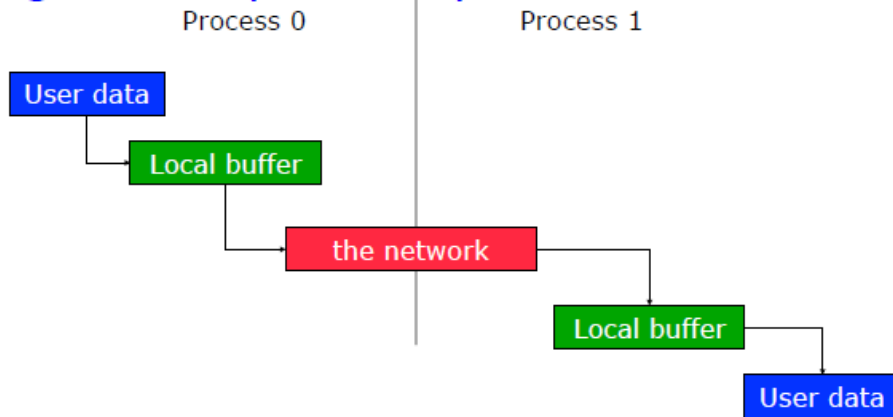 Process 0
Process 1
User data
Local buffer
the network
Local buffer
User data